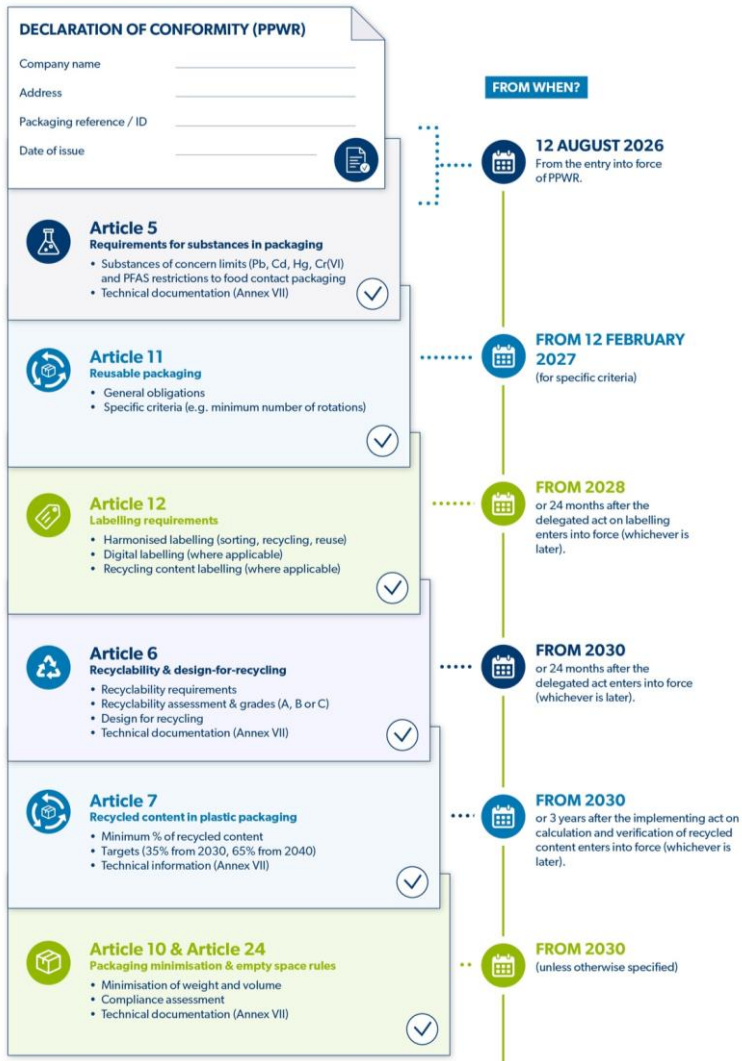 DECLARATION OF CONFORMITY (PPWR)
Company name
Address
Packaging reference / ID
Date of issue
FROM WHEN?
12 AUGUST 2026
From the entry into force
of PPWR.
Article 5
Requirements for substances in packaging
• Substances of concern limits (Pb, Cd, Hg, Cr(VI)
and PFAS restrictions to food contact packaging
• Technical documentation (Annex VII)
Article 11
Reusable packaging
• General obligations
• Specific criteria (e.g. minimum number of rotations)
FROM 12 FEBRUARY
2027
(for specific criteria)
Article 12
Labelling requirements
• Harmonised labelling (sorting, recycling, reuse)
• Digital labelling (where applicable)
• Recycling content labelling (where applicable)
FROM 2028
or 24 months after the
delegated act on labelling
enters into force (whichever is
later).
Article 6
Recyclability & design-for-recycling
• Recyclability requirements
• Recyclability assessment & grades (A, B or C)
• Design for recycling
• Technical documentation (Annex VII)
FROM 2030
or 24 months after the
delegated act enters into force
(whichever is later).
Article 7
Recycled content in plastic packaging
• Minimum % of recycled content
• Targets (35% from 2030, 65% from 2040)
• Technical information (Annex VII)
FROM 2030
or 3 years after the implementing act on
calculation and verification of recycled
content enters into force (whichever is
later).
Article 10 & Article 24
Packaging minimisation & empty space rules
• Minimisation of weight and volume
• Compliance assessment
• Technical documentation (Annex VII)
FROM 2030
(unless otherwise specified)